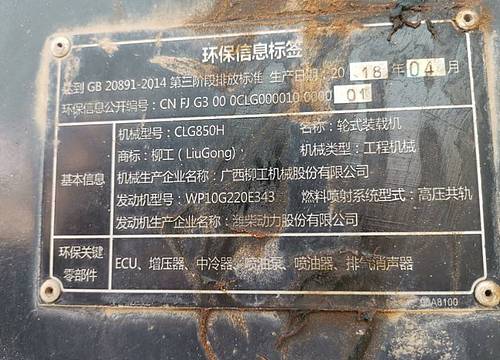 环保信息标签
达到 GB 20891-2014 第三阶段排放标准 生产日期：2018年04月
环保信息公开编号：CN FJ G3 00 0CLG000010 0000 01
基本信息
机械型号：CLG850H 名称：轮式装载机
商标：柳工（LiuGong） 机械类型：工程机械
机械生产企业名称：广西柳工机械股份有限公司
发动机型号：WP10G220E343 燃料喷射系统型式：高压共轨
发动机生产企业名称：潍柴动力股份有限公司
环保关键
零部件
ECU、增压器、中冷器、喷油泵、喷油器、排气消声器